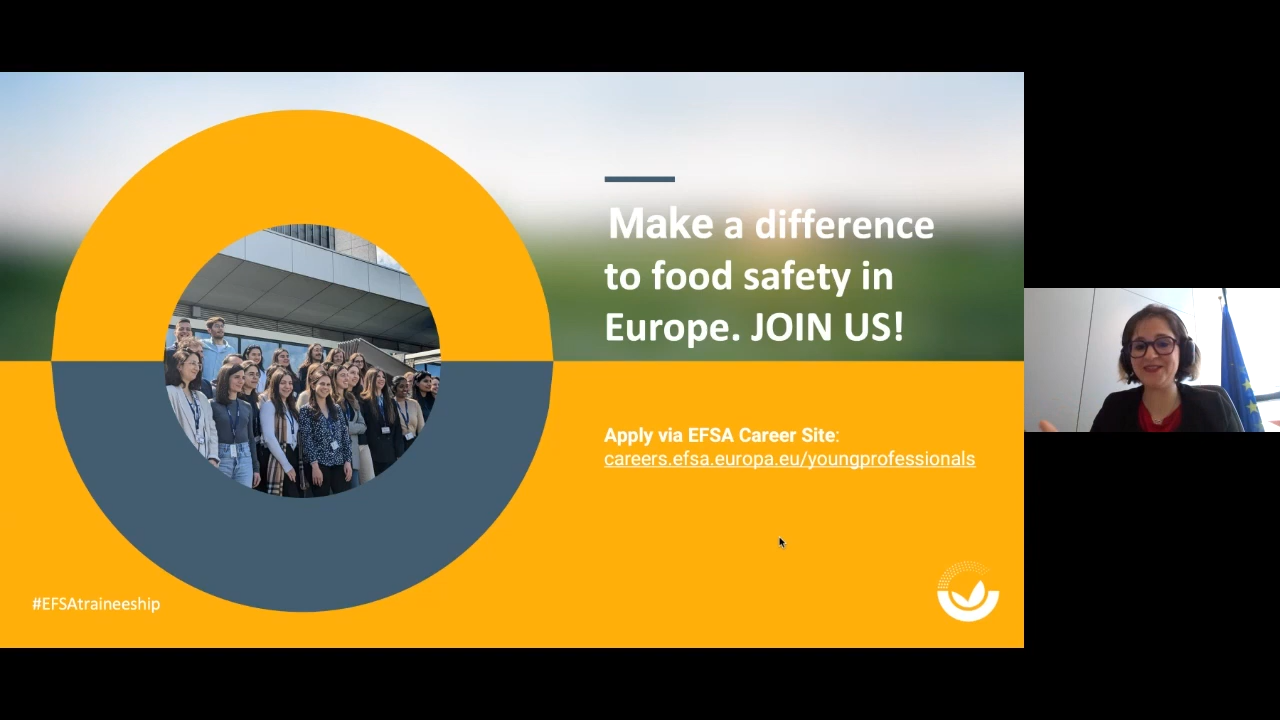 Make a difference
to food safety in
Europe. JOIN US!
Apply via EFSA Career Site:
careers.efsa.europa.eu/youngprofessionals
#EFSAtraineeship